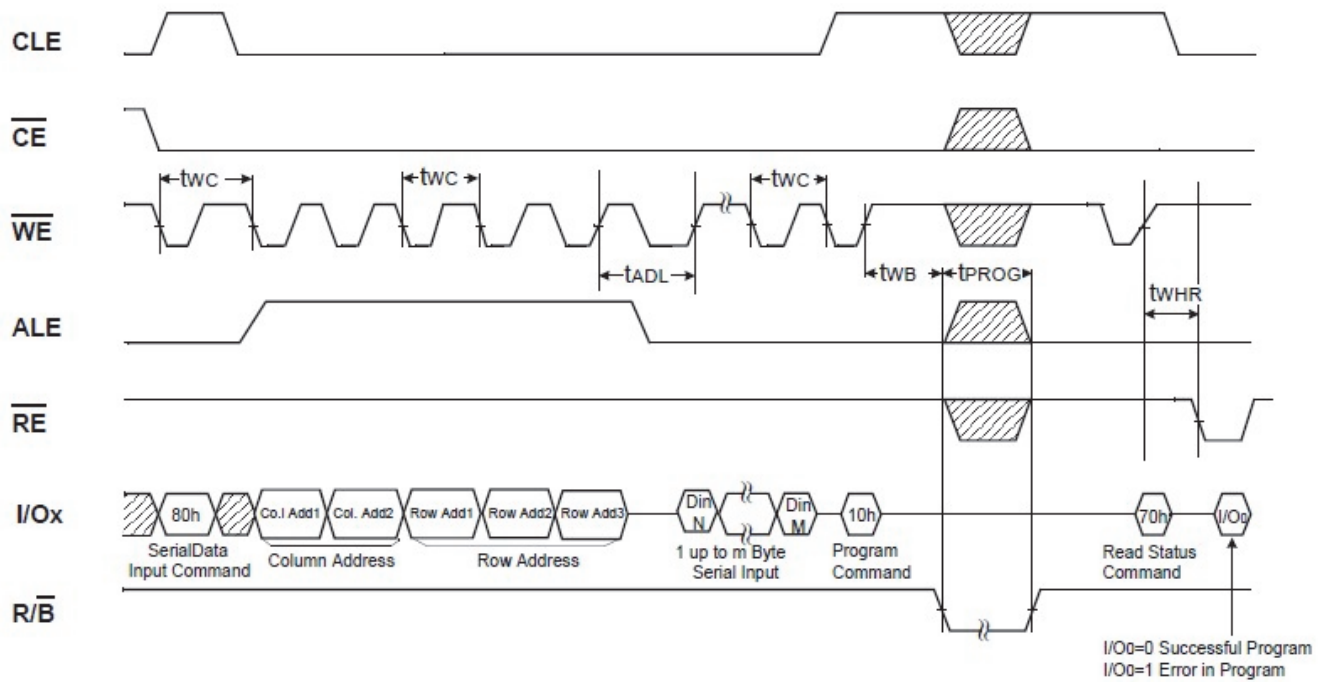 CLE
CE
tWC
tWC
tWC
WE
tADL
tWB
tPROG
tWHR
ALE
RE
I/Ox
80h
Co.l Add1
Col. Add2
Row Add1
Row Add2
Row Add3
Din
N
Din
M
10h
70h
I/O0
SerialData
Input Command
Column Address
Row Address
1 up to m Byte
Serial Input
Program
Command
Read Status
Command
R/B
I/O0=0 Successful Program
I/O0=1 Error in Program